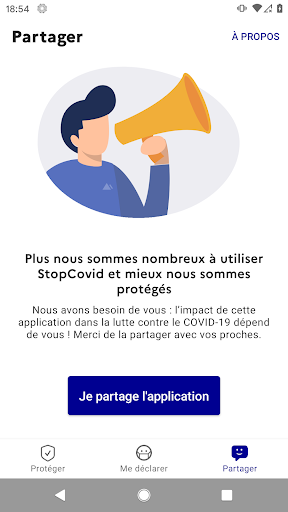 18:54
Partager
À PROPOS
Plus nous sommes nombreux à utiliser
StopCovid et mieux nous sommes
protégés
Nous avons besoin de vous : l'impact de cette
application dans la lutte contre le COVID-19 dépend
de vous ! Merci de la partager avec vos proches.
Je partage l'application
Protéger
Me déclarer
Partager